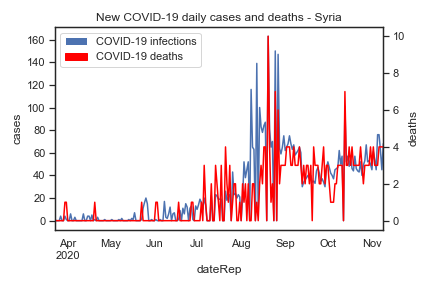 New COVID-19 daily cases and deaths - Syria
COVID-19 infections
COVID-19 deaths
cases
160
140
120
100
80
60
40
20
0
deaths
10
8
6
4
2
0
Apr May Jun Jul Aug Sep Oct Nov
2020
dateRep